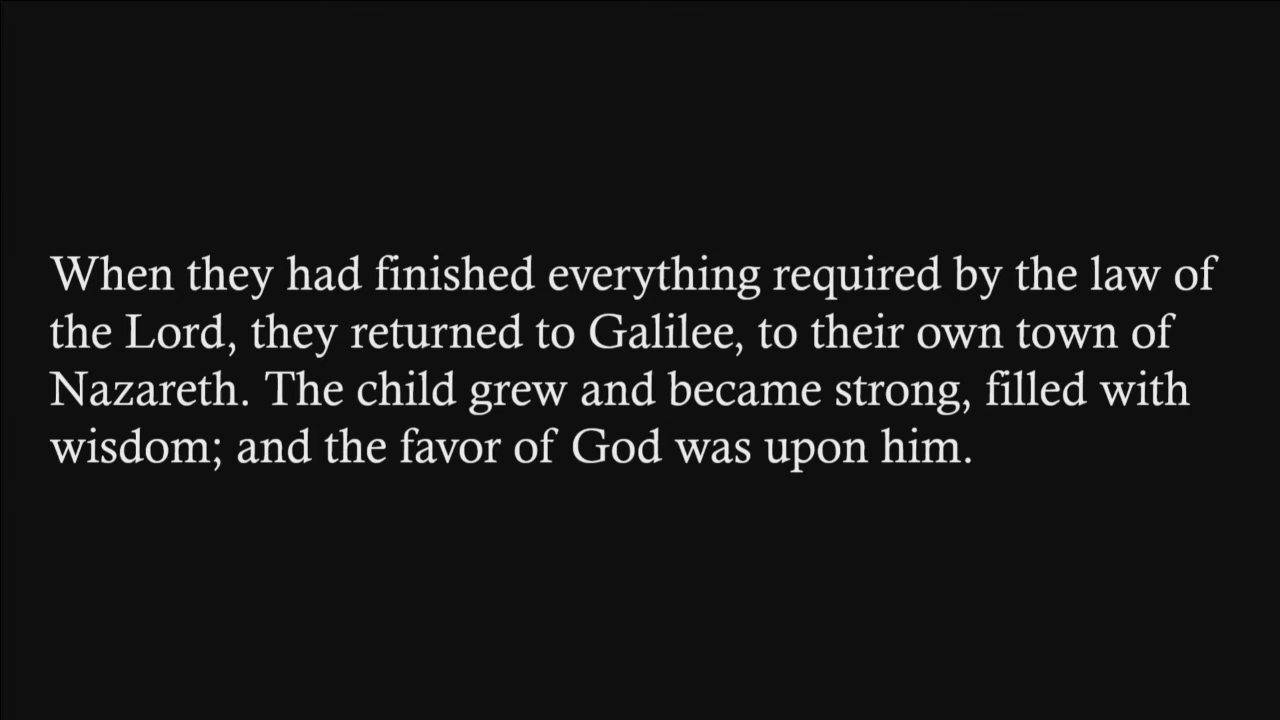 When they had finished everything required by the law of
the Lord, they returned to Galilee, to their own town of
Nazareth. The child grew and became strong, filled with
wisdom; and the favor of God was upon him.